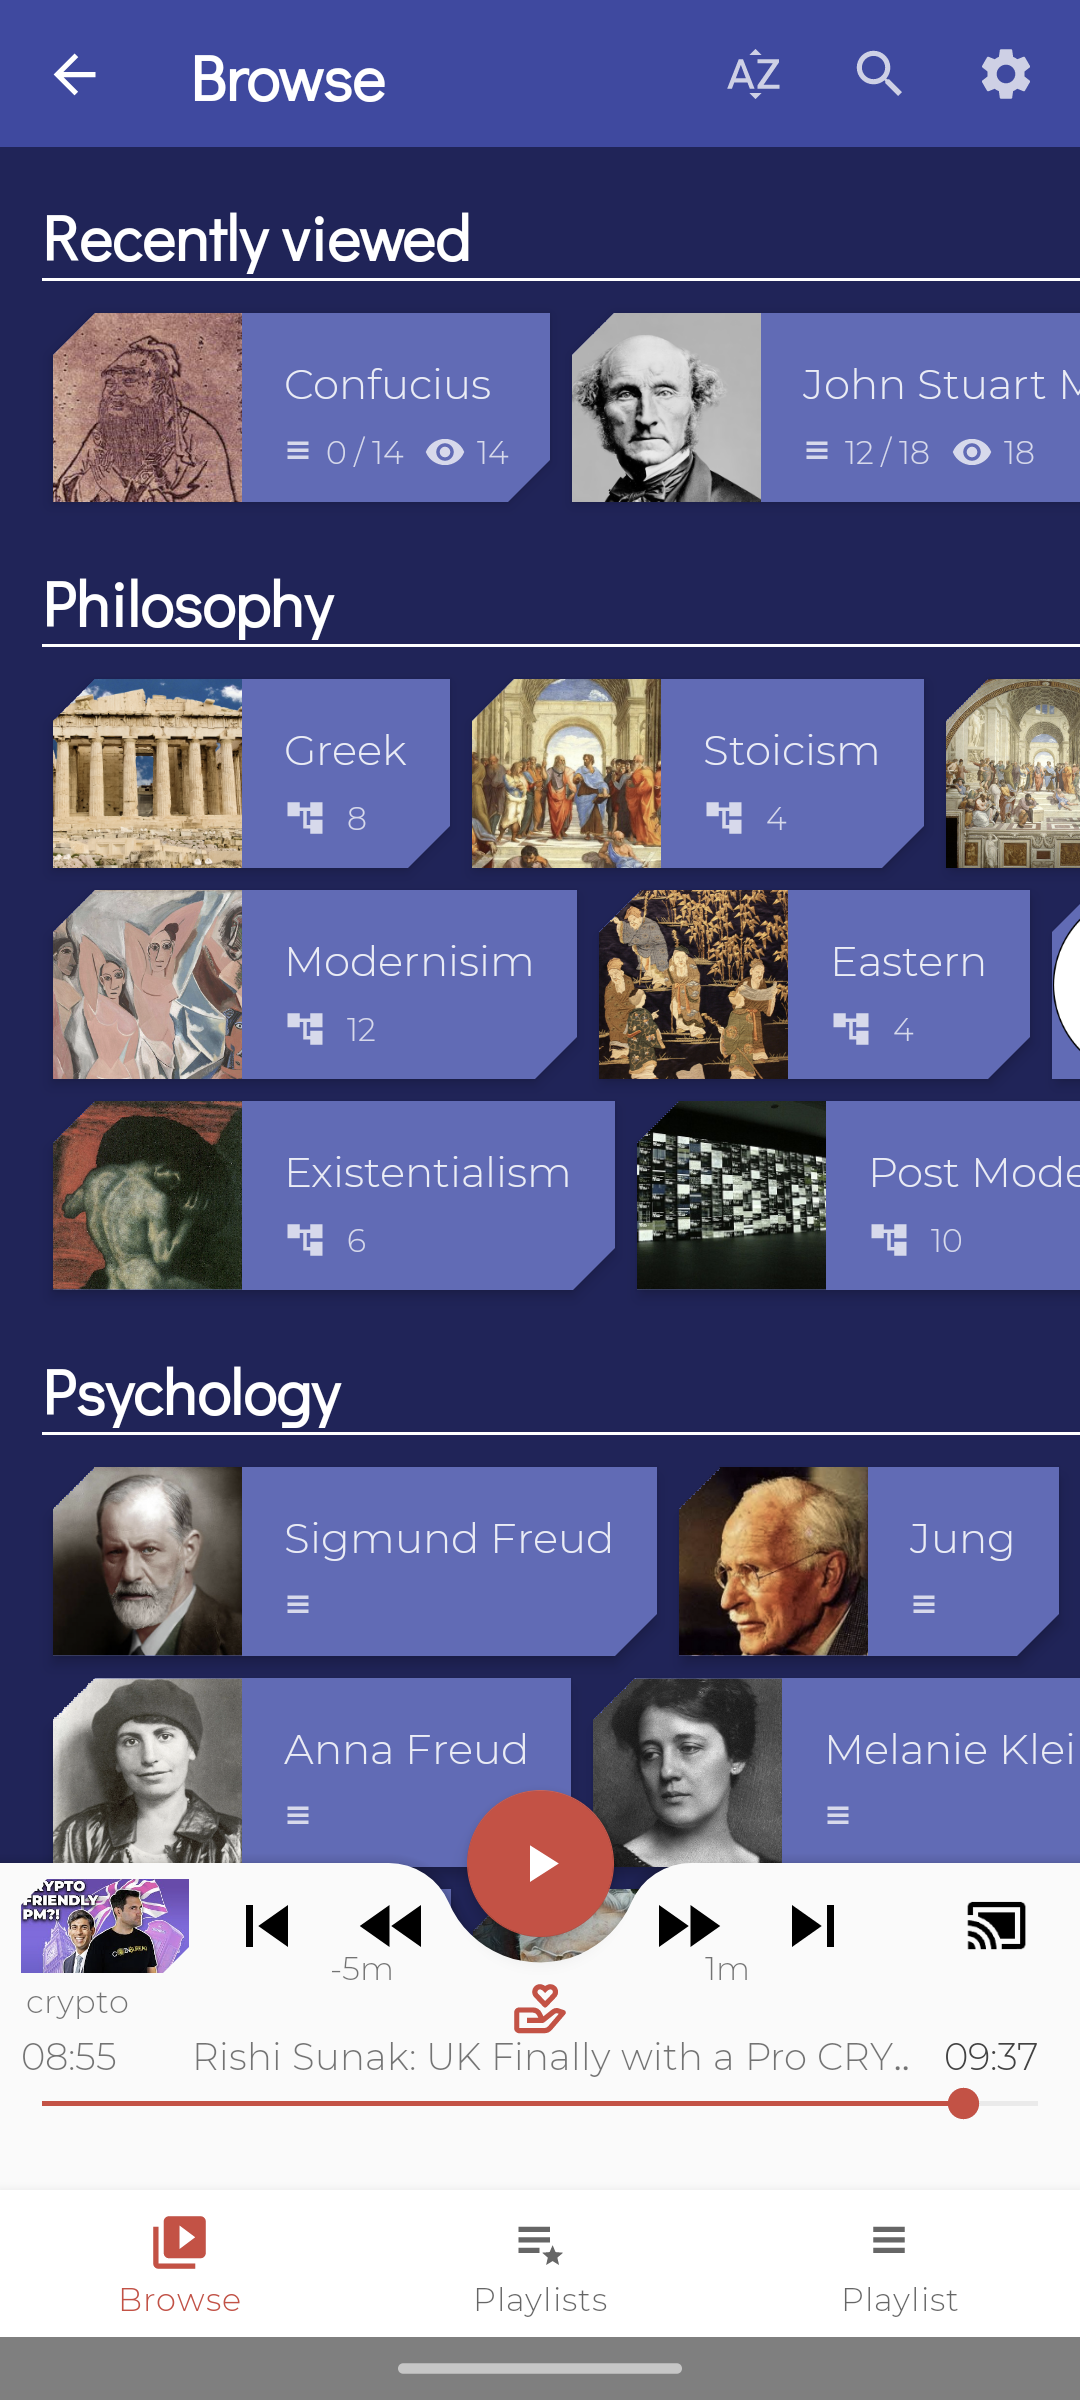 Browse
AZ
Recently viewed
Confucius
0 / 14 14
John Stuart M
12 / 18 18
Philosophy
Greek
8
Stoicism
4
Modernisim
12
Eastern
4
Existentialism
6
Post Mode
10
Psychology
Sigmund Freud
Jung
Anna Freud
Melanie Klei
RYPTO
FRIENDLY
PM?!
-5m
1m
crypto
08:55
Rishi Sunak: UK Finally with a Pro CRY..
09:37
Browse
Playlists
Playlist